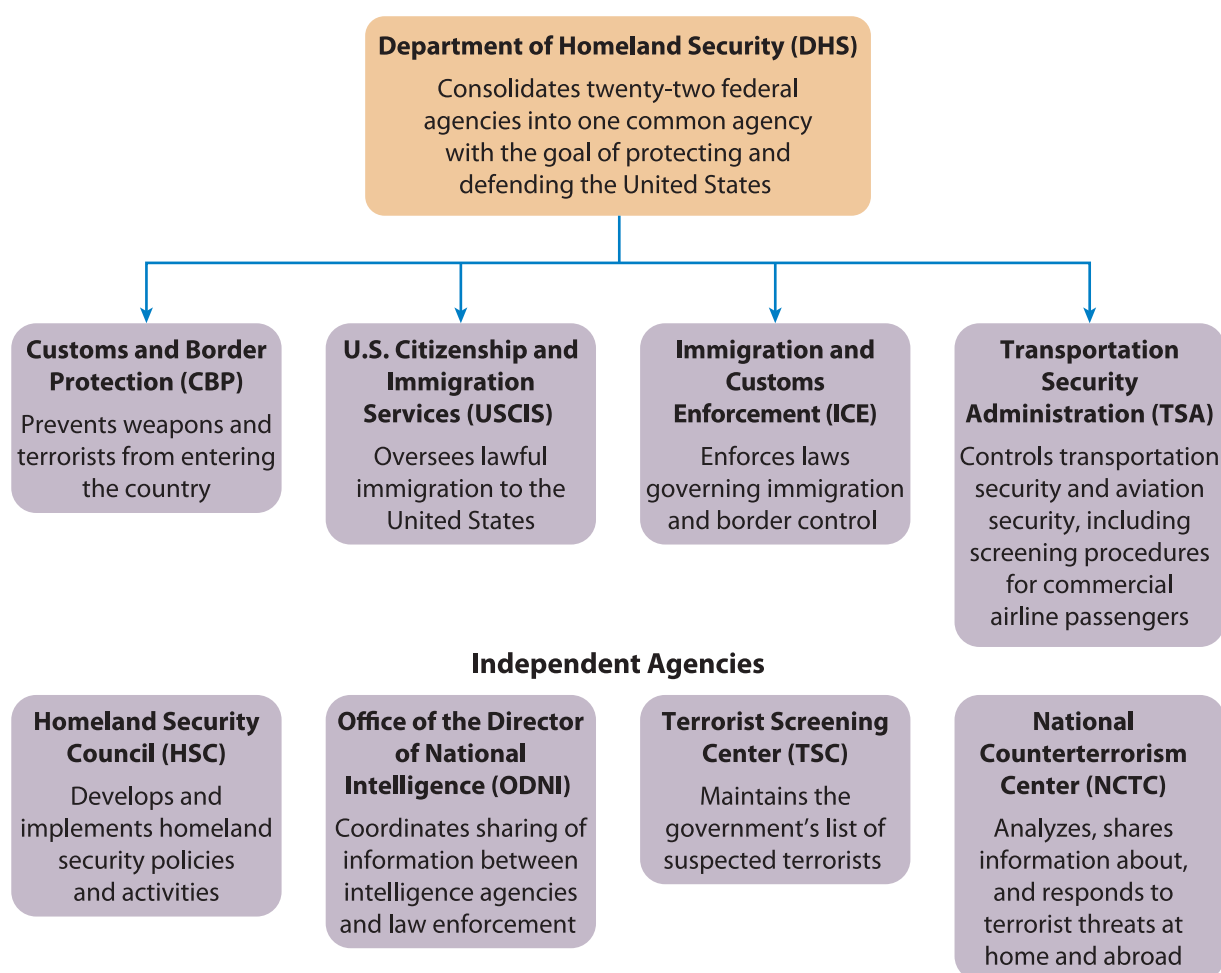 Department of Homeland Security (DHS)
Consolidates twenty-two federal
agencies into one common agency
with the goal of protecting and
defending the United States
Customs and Border
Protection (CBP)
Prevents weapons and
terrorists from entering
the country
U.S. Citizenship and
Immigration
Services (USCIS)
Oversees lawful
immigration to the
United States
Immigration and
Customs
Enforcement (ICE)
Enforces laws
governing immigration
and border control
Transportation
Security
Administration (TSA)
Controls transportation
security and aviation
security, including
screening procedures
for commercial
airline passengers
Independent Agencies
Homeland Security
Council (HSC)
Develops and
implements homeland
security policies
and activities
Office of the Director
of National
Intelligence (ODNI)
Coordinates sharing of
information between
intelligence agencies
and law enforcement
Terrorist Screening
Center (TSC)
Maintains the
government’s list of
suspected terrorists
National
Counterterrorism
Center (NCTC)
Analyzes, shares
information about,
and responds to
terrorist threats at
home and abroad